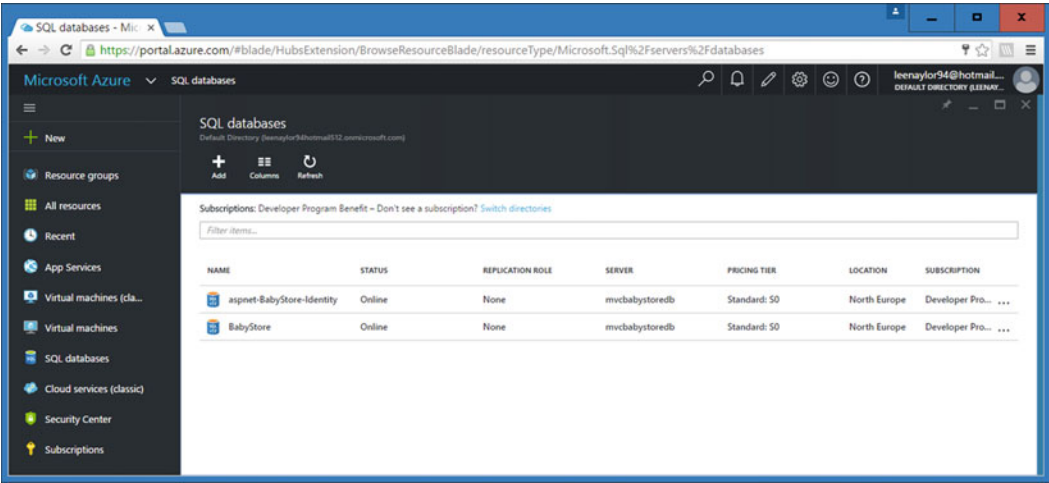 SQL databases - Mic
https://portal.azure.com/#blade/HubsExtension/BrowseResourceBlade/resourceType/Microsoft.Sql%2Fservers%2Fdatabases
Microsoft Azure SQL databases
leenaylor94@hotmail....
DEFAULT DIRECTORY (LEENAY...
New
Resource groups
All resources
Recent
App Services
Virtual machines (cla...
Virtual machines
SQL databases
Cloud services (classic)
Security Center
Subscriptions
SQL databases
Default Directory (leenaylor94hotmail512.onmicrosoft.com)
Add Columns Refresh
Subscriptions: Developer Program Benefit – Don't see a subscription? Switch directories
Filter items...
NAME STATUS REPLICATION ROLE SERVER PRICING TIER LOCATION SUBSCRIPTION
aspnet-BabyStore-Identity Online None mvcbabystoredb Standard: S0 North Europe Developer Pro... ...
BabyStore Online None mvcbabystoredb Standard: S0 North Europe Developer Pro... ...